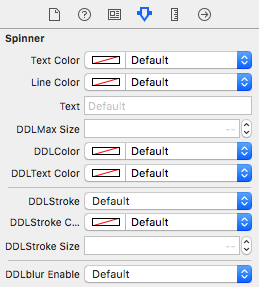 Spinner
Text Color Default
Line Color Default
Text Default
DDLMax Size --
DDLColor Default
DDLText Color Default
DDLStroke Default
DDLStroke C... Default
DDLStroke Size --
DDLblur Enable Default